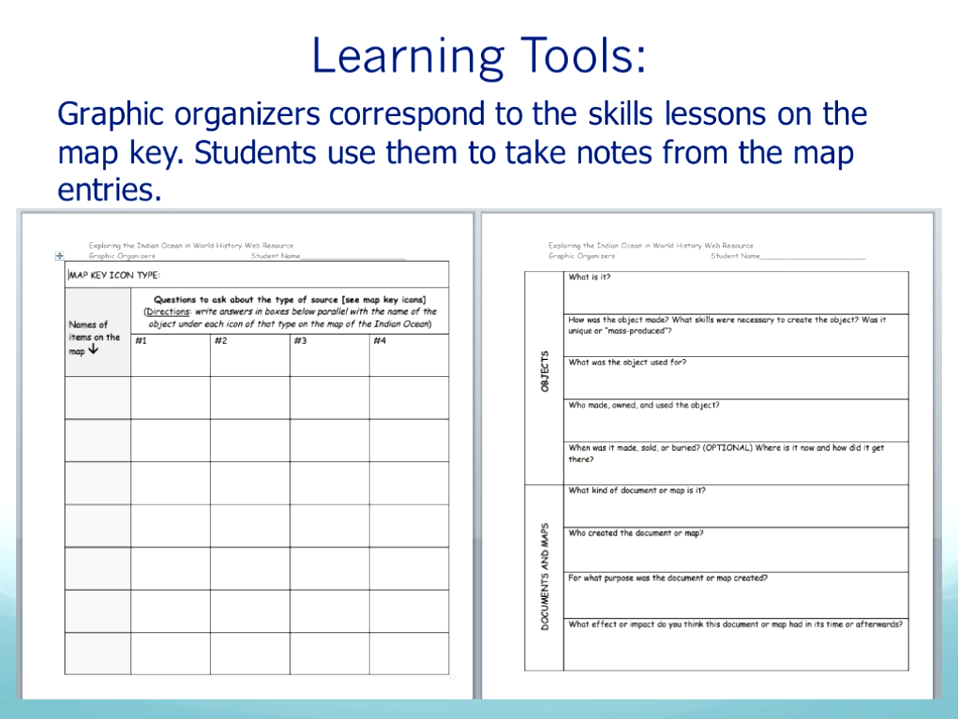 Learning Tools:
Graphic organizers correspond to the skills lessons on the
map key. Students use them to take notes from the map
entries.
Exploring the Indian Ocean in World History Web Resource
Graphic Organizers Student Name
MAP KEY ICON TYPE:
Names of
items on the
map ↓
Questions to ask about the type of source [see map key icons]
(Directions: write answers in boxes below parallel with the name of the
object under each icon of that type on the map of the Indian Ocean)
#1 #2 #3 #4
Exploring the Indian Ocean in World History Web Resource
Graphic Organizers Student Name
OBJECTS
What is it?
How was the object made? What skills were necessary to create the object? Was it
unique or "mass-produced"?
What was the object used for?
Who made, owned, and used the object?
When was it made, sold, or buried? (OPTIONAL) Where is it now and how did it get
there?
DOCUMENTS AND MAPS
What kind of document or map is it?
Who created the document or map?
For what purpose was the document or map created?
What effect or impact do you think this document or map had in its time or afterwards?